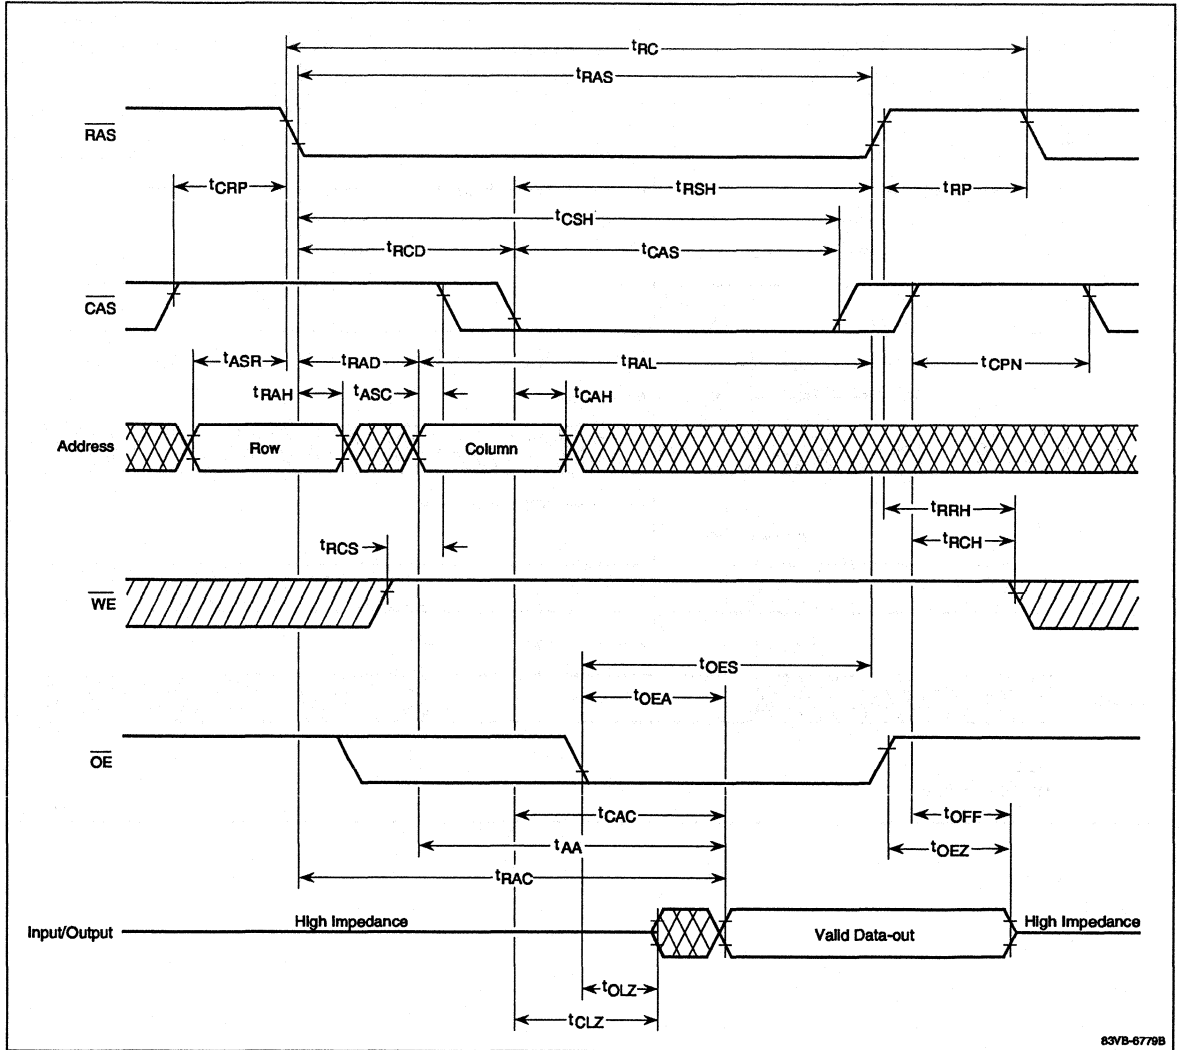 tRC
tRAS
RAS
tCRP
tRSH
tRP
tCSH
tRCD
tCAS
CAS
tASR
tRAD
tRAL
tCPN
tRAH
tASC
tCAH
Address
Row
Column
tRRH
tRCS
tRCH
WE
tOES
tOEA
OE
tCAC
tOFF
tAA
tOEZ
tRAC
High Impedance
High Impedance
Input/Output
Valid Data-out
tOLZ
tCLZ
83VB-6779B